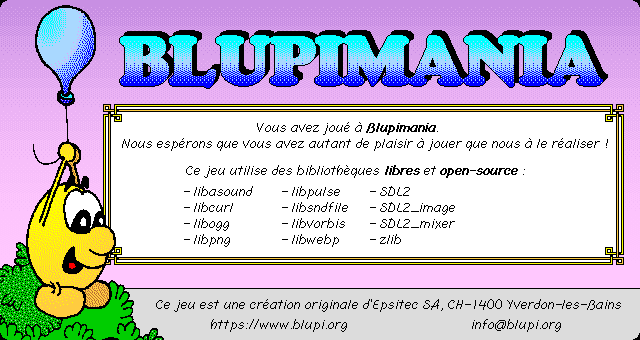 BLUPIMANIA
Vous avez joué à Blupimania.
Nous espérons que vous avez autant de plaisir à jouer que nous à le réaliser !
Ce jeu utilise des bibliothèques libres et open-source :
- libasound - libpulse - SDL2
- libcurl - libsndfile - SDL2_image
- libogg - libvorbis - SDL2_mixer
- libpng - libwebp - zlib
Ce jeu est une création originale d'Epsitec SA, CH-1400 Yverdon-les-Bains
https://www.blupi.org info@blupi.org